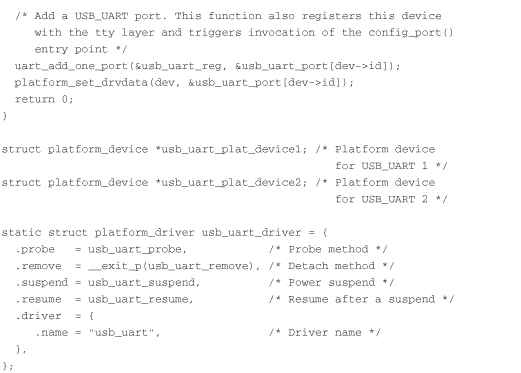 /* Add a USB_UART port. This function also registers this device
with the tty layer and triggers invocation of the config_port()
entry point */
uart_add_one_port(&usb_uart_reg, &usb_uart_port[dev->id]);
platform_set_drvdata(dev, &usb_uart_port[dev->id]);
return 0;
}
struct platform_device *usb_uart_plat_device1; /* Platform device
for USB_UART 1 */
struct platform_device *usb_uart_plat_device2; /* Platform device
for USB_UART 2 */
static struct platform_driver usb_uart_driver = {
.probe = usb_uart_probe, /* Probe method */
.remove = __exit_p(usb_uart_remove), /* Detach method */
.suspend = usb_uart_suspend, /* Power suspend */
.resume = usb_uart_resume, /* Resume after a suspend */
.driver = {
.name = "usb_uart", /* Driver name */
},
};